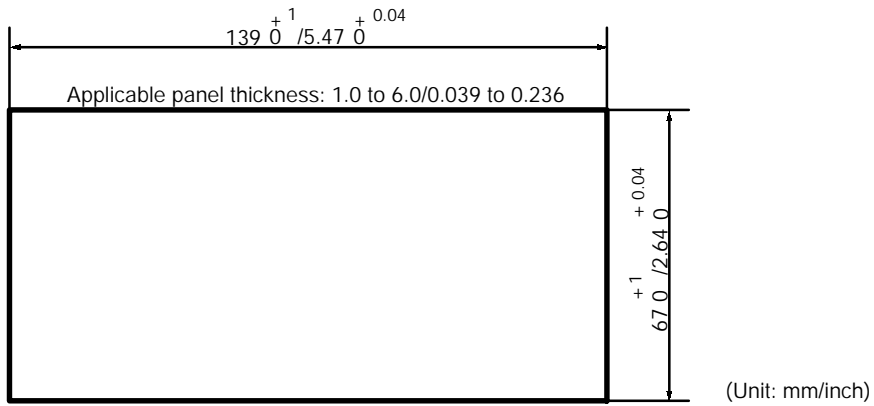 139 +1 0 /5.47 +0.04 0
Applicable panel thickness: 1.0 to 6.0/0.039 to 0.236
67 +1 0 /2.64 +0.04 0
(Unit: mm/inch)